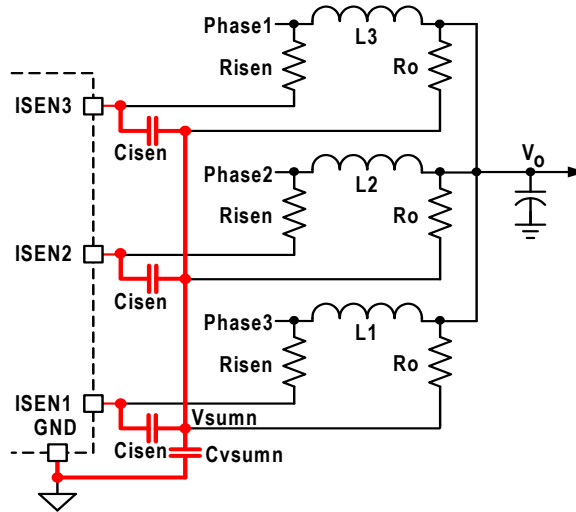 Phase1
L3
Risen
Ro
ISEN3
Cisen
Vo
Phase2
L2
Risen
Ro
ISEN2
Cisen
Phase3
L1
Risen
Ro
ISEN1
Vsumn
GND
Cisen
Cvsumn